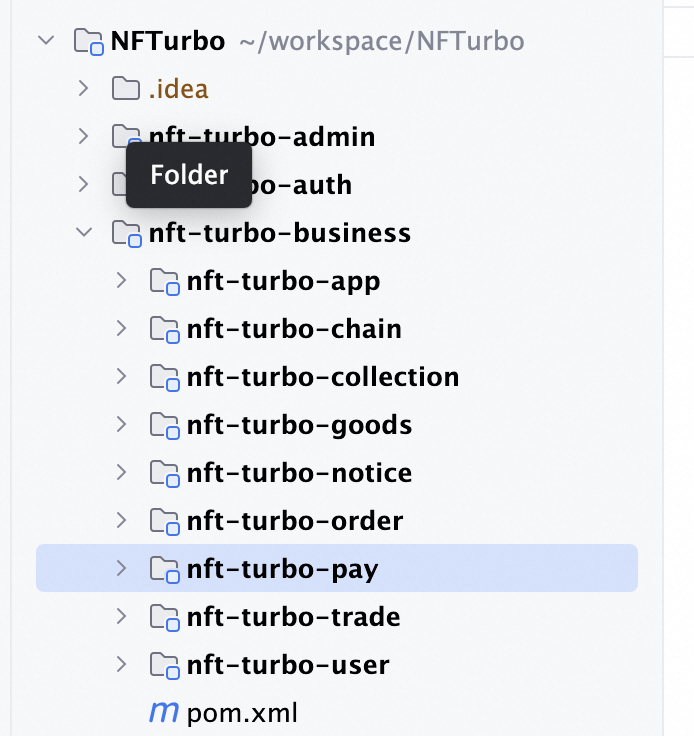 NFTurbo ~/workspace/NFTurbo
.idea
nft-turbo-admin
Folder
bo-auth
nft-turbo-business
nft-turbo-app
nft-turbo-chain
nft-turbo-collection
nft-turbo-goods
nft-turbo-notice
nft-turbo-order
nft-turbo-pay
nft-turbo-trade
nft-turbo-user
m pom.xml